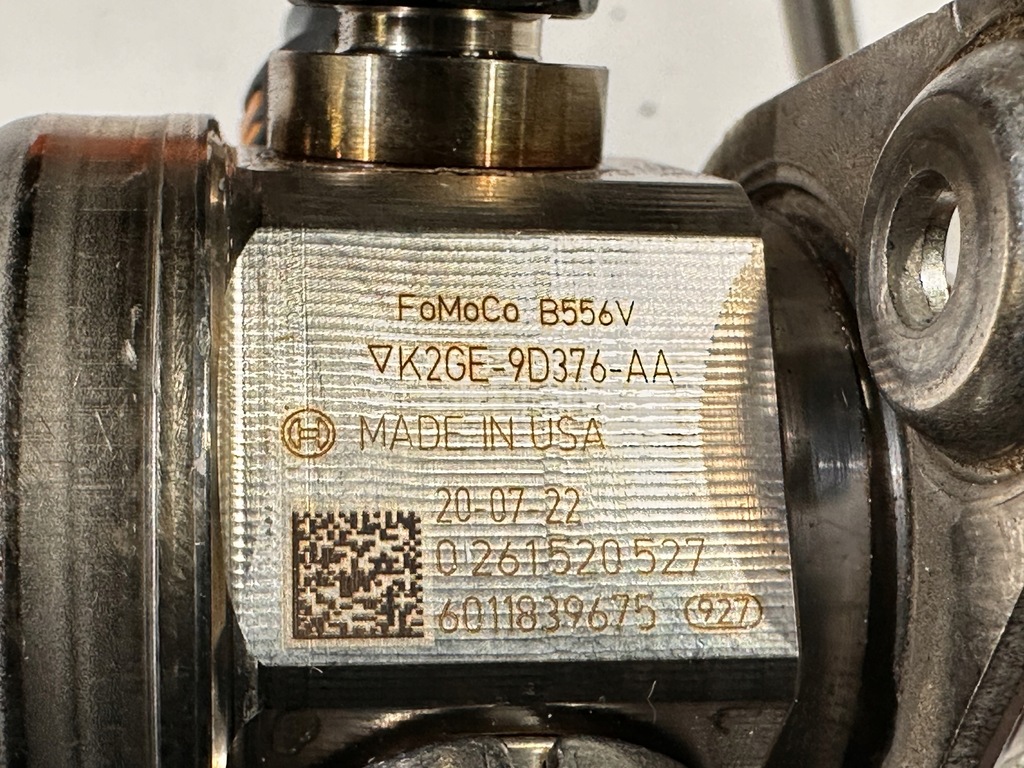 FoMoCo B556V
▽K2GE-9D376-AA
MADE IN USA
20-07-22
0 261 520 527
6011839675 927